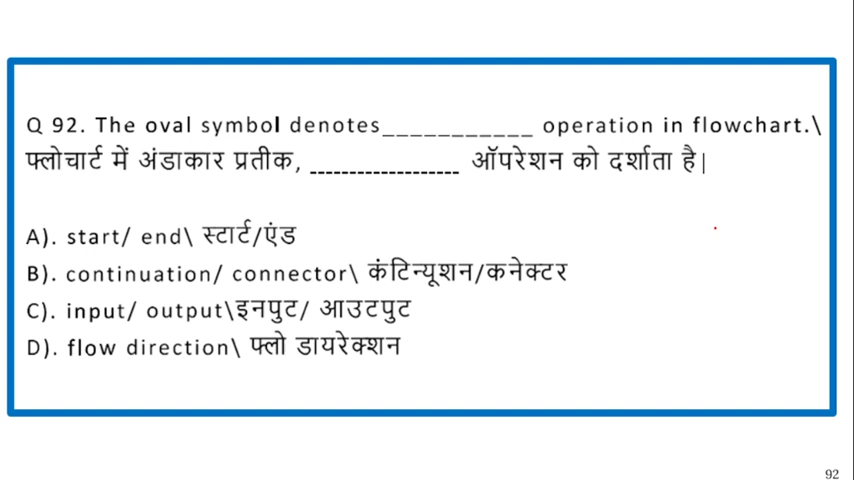 Q 92. The oval symbol denotes___________ operation in flowchart.\
फ्लोचार्ट में अंडाकार प्रतीक, ------------------- ऑपरेशन को दर्शाता है|
A). start/ end\ स्टार्ट/एंड
B). continuation/ connector\ कंटिन्यूशन/कनेक्टर
C). input/ output\इनपुट/ आउटपुट
D). flow direction\ फ्लो डायरेक्शन
92